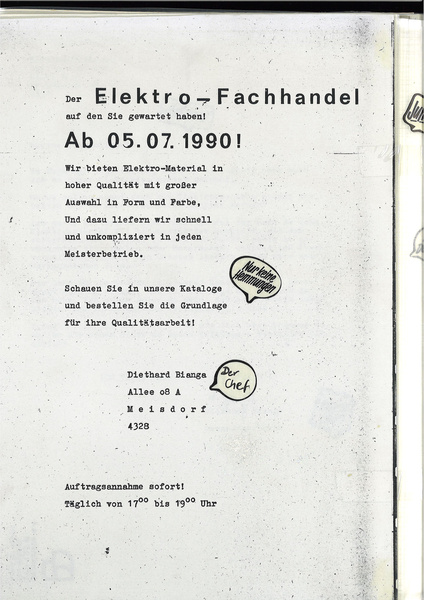 Der Elektro-Fachhandel
auf den Sie gewartet haben!
Ab 05.07.1990!
Wir bieten Elektro-Material in
hoher Qualität mit großer
Auswahl in Form und Farbe,
Und dazu liefern wir schnell
und unkompliziert in jeden
Meisterbetrieb.
Nur keine
Hemmungen
Schauen Sie in unsere Kataloge
und bestellen Sie die Grundlage
für ihre Qualitätsarbeit!
Der
Chef
Diethard Bianga
Allee o8 A
Meisdorf
4328
Auftragsannahme sofort!
Täglich von 17oo bis 19oo Uhr